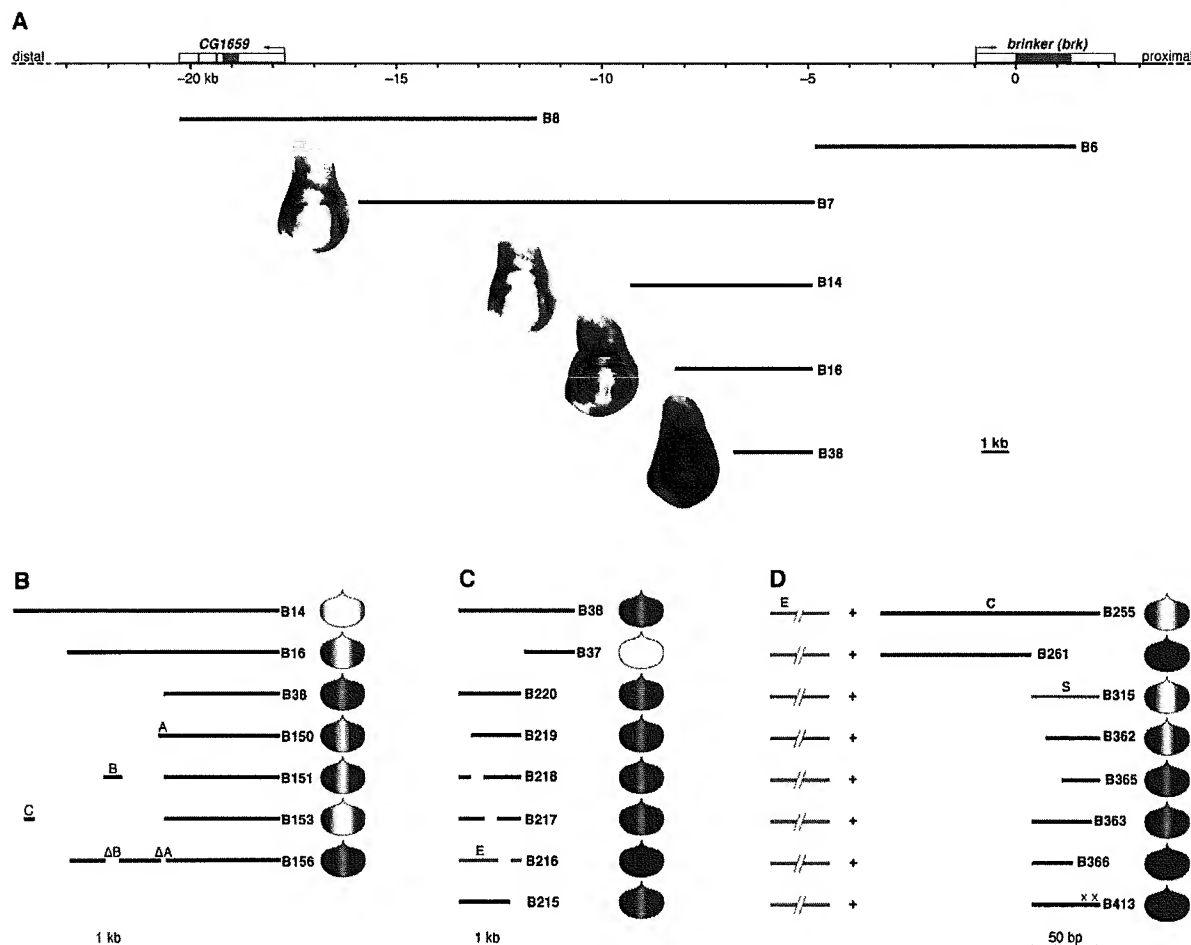 A
CG1659
brinker (brk)
distal
proximal
−20 kb
−15
−10
−5
0
B8
B6
B7
B14
B16
B38
1 kb
B
B14
B16
B38
A
B150
B
B151
C
B153
ΔB
ΔA
B156
1 kb
C
B38
B37
B220
B219
B218
B217
E
B216
B215
1 kb
D
E
+
C
B255
+
B261
+
S
B315
+
B362
+
B365
+
B363
+
B366
+
x x
B413
50 bp